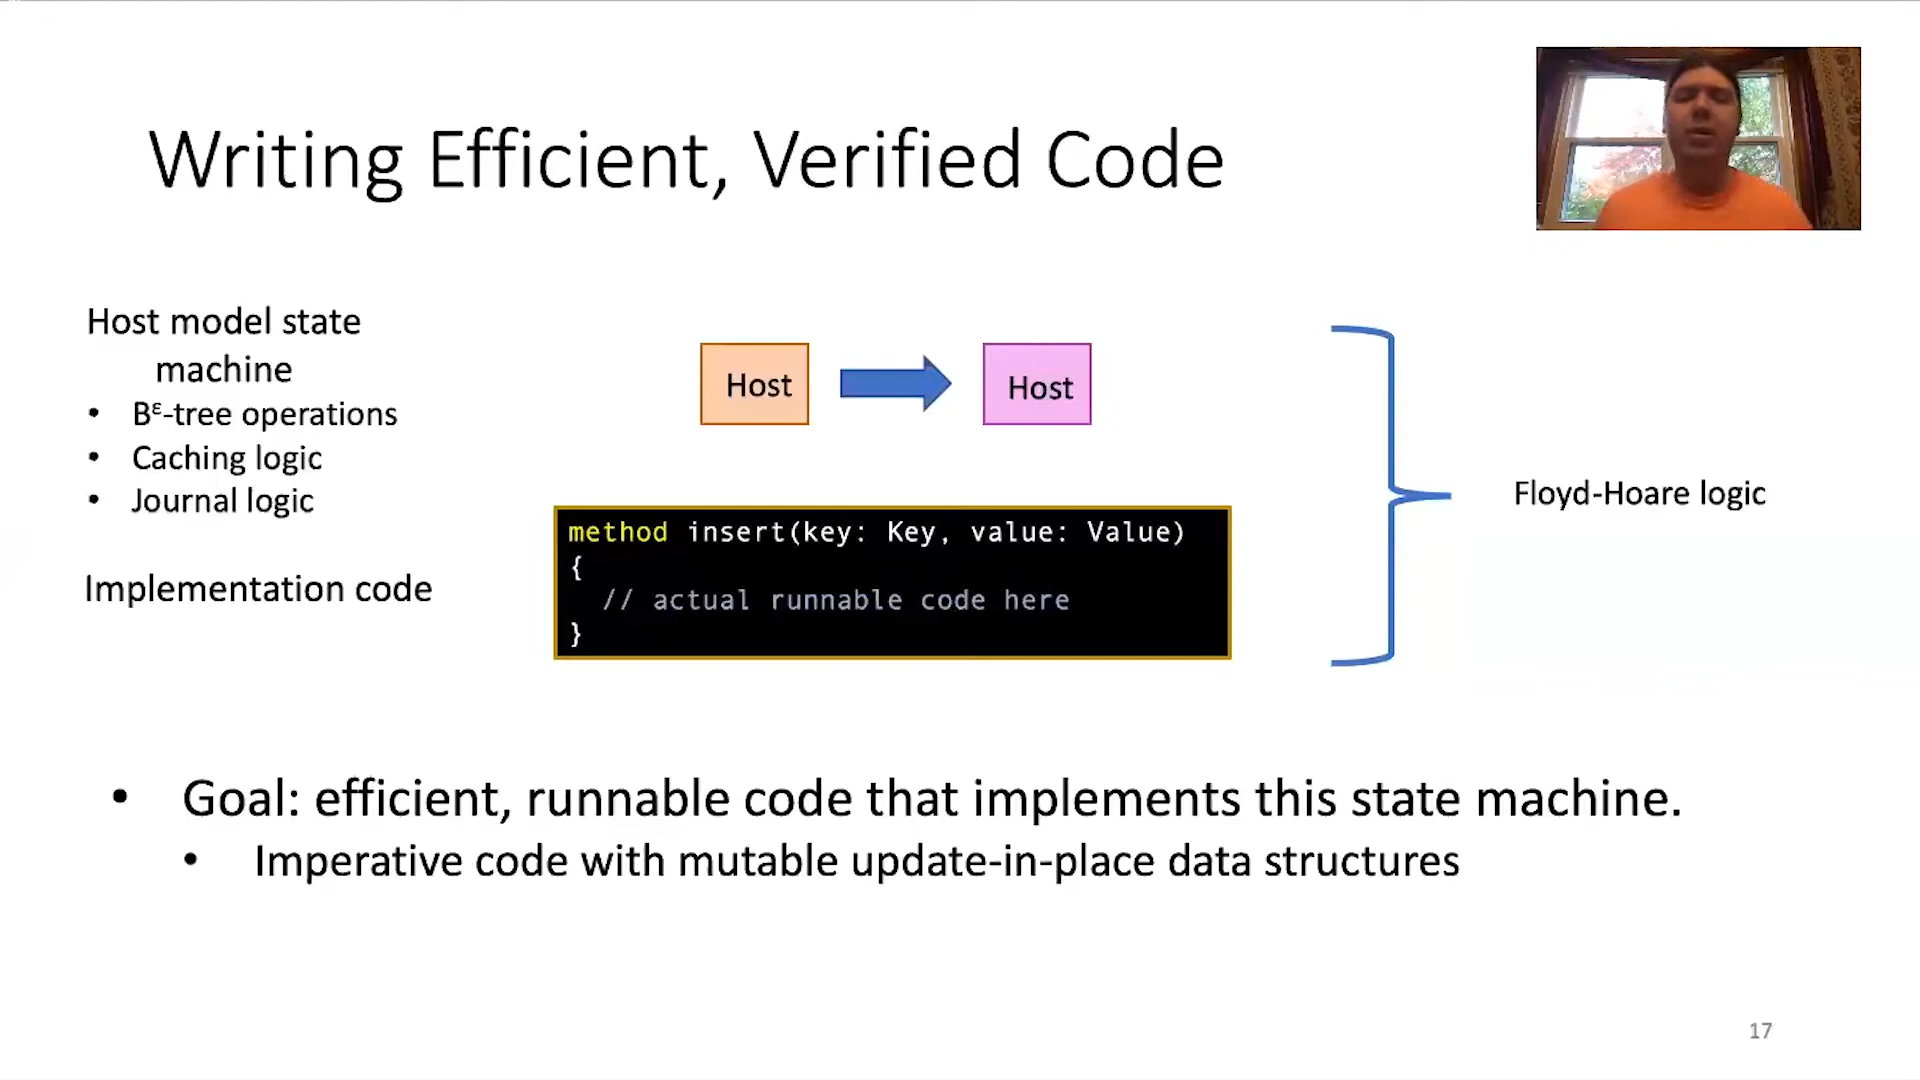 Writing Efficient, Verified Code
Host model state
machine
• Bᵋ-tree operations
• Caching logic
• Journal logic
Host
Host
Implementation code
method insert(key: Key, value: Value)
{
// actual runnable code here
}
Floyd-Hoare logic
• Goal: efficient, runnable code that implements this state machine.
• Imperative code with mutable update-in-place data structures
17